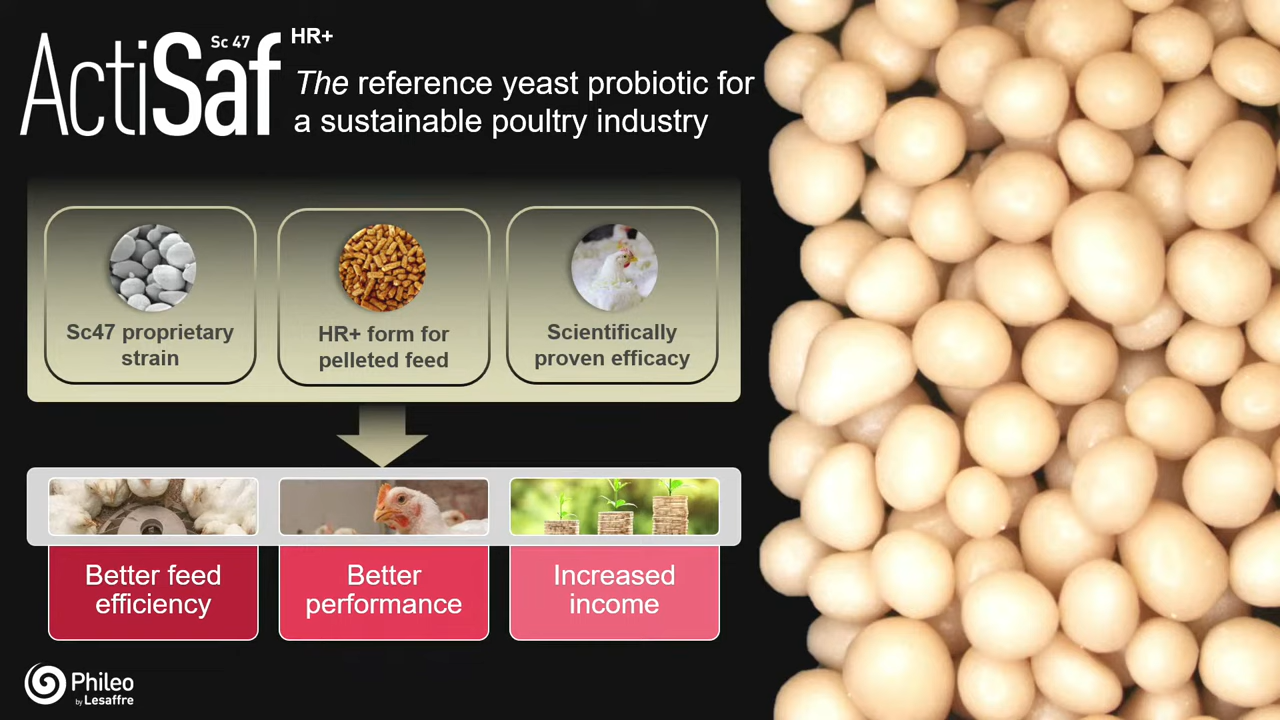 ActiSaf Sc 47 HR+
The reference yeast probiotic for
a sustainable poultry industry
Sc47 proprietary
strain
HR+ form for
pelleted feed
Scientifically
proven efficacy
Better feed
efficiency
Better
performance
Increased
income
Phileo
by Lesaffre